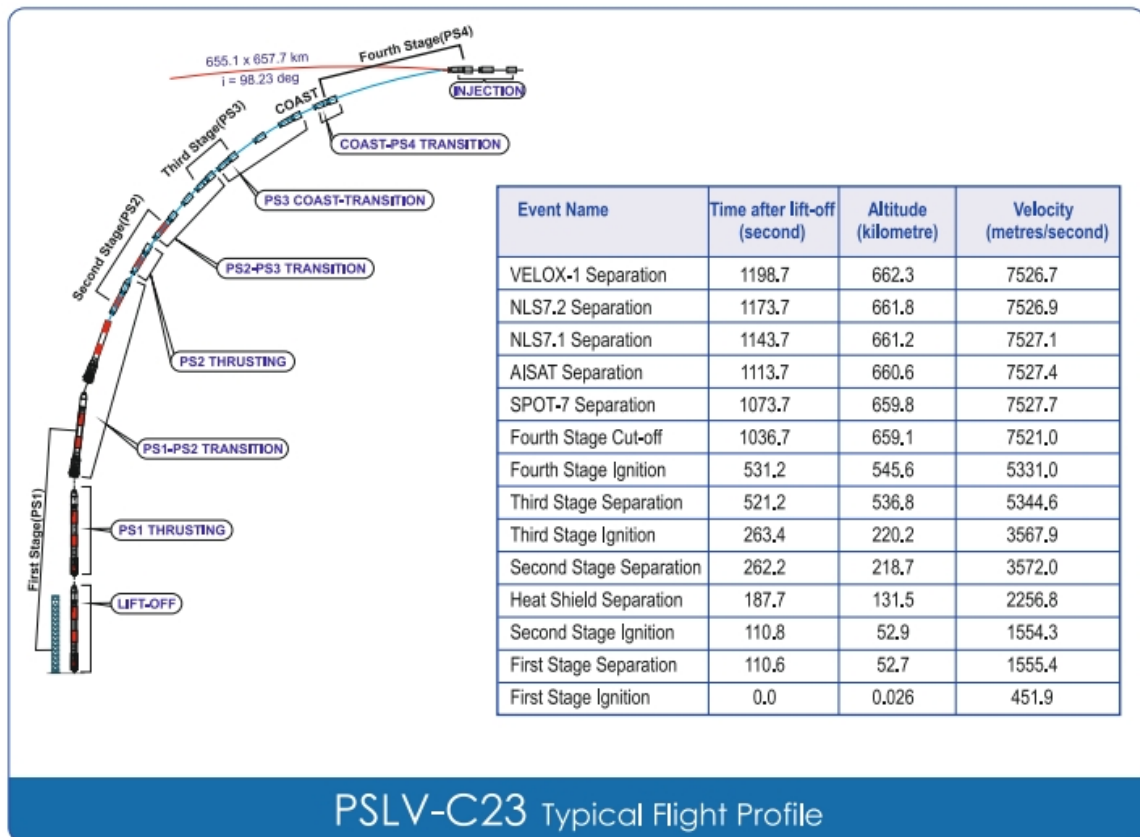 Fourth Stage(PS4)
655.1 x 657.7 km
i = 98.23 deg
INJECTION
COAST
COAST-PS4 TRANSITION
Third Stage(PS3)
PS3 COAST-TRANSITION
Second Stage(PS2)
PS2-PS3 TRANSITION
PS2 THRUSTING
PS1-PS2 TRANSITION
First Stage(PS1)
PS1 THRUSTING
LIFT-OFF
Event Name Time after lift-off (second) Altitude (kilometre) Velocity (metres/second)
VELOX-1 Separation 1198.7 662.3 7526.7
NLS7.2 Separation 1173.7 661.8 7526.9
NLS7.1 Separation 1143.7 661.2 7527.1
AISAT Separation 1113.7 660.6 7527.4
SPOT-7 Separation 1073.7 659.8 7527.7
Fourth Stage Cut-off 1036.7 659.1 7521.0
Fourth Stage Ignition 531.2 545.6 5331.0
Third Stage Separation 521.2 536.8 5344.6
Third Stage Ignition 263.4 220.2 3567.9
Second Stage Separation 262.2 218.7 3572.0
Heat Shield Separation 187.7 131.5 2256.8
Second Stage Ignition 110.8 52.9 1554.3
First Stage Separation 110.6 52.7 1555.4
First Stage Ignition 0.0 0.026 451.9
PSLV-C23 Typical Flight Profile